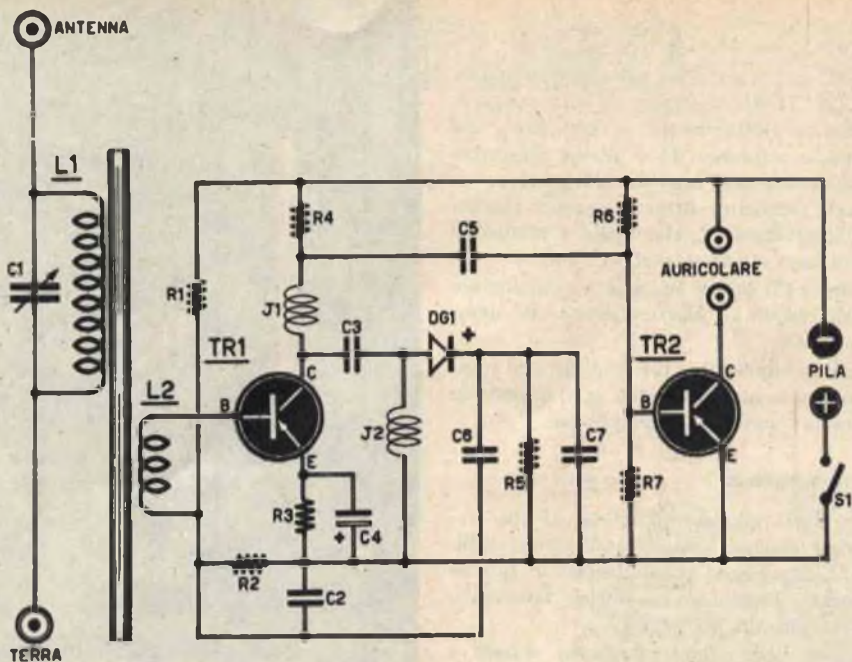 ANTENNA
L1
C1
R1
L2
R4
J1
TR1
B
C
E
C3
DG1
+
J2
R3
C4
+
R2
C2
C5
C6
R5
C7
R6
AURICOLARE
TR2
B
C
E
R7
-
PILA
+
S1
TERRA